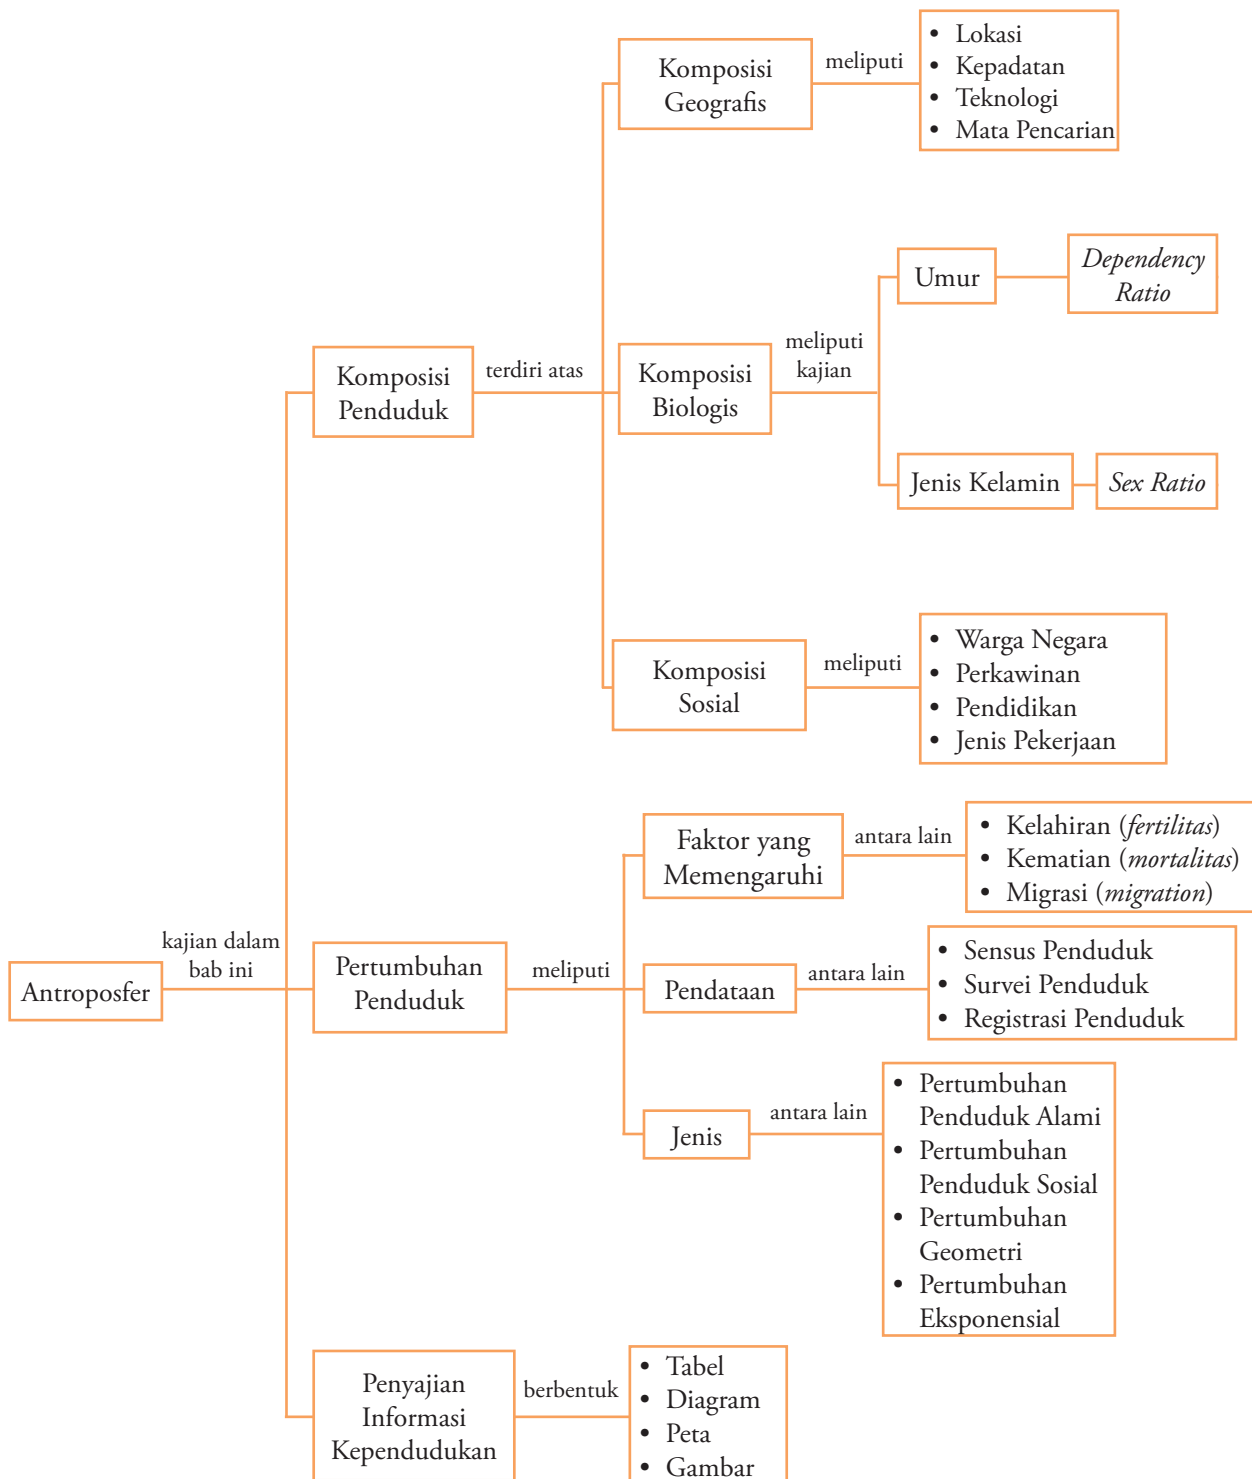 Komposisi
Geografis
meliputi
• Lokasi
• Kepadatan
• Teknologi
• Mata Pencarian
Komposisi
Penduduk
terdiri atas
Komposisi
Biologis
meliputi
kajian
Umur
Dependency
Ratio
Jenis Kelamin
Sex Ratio
Komposisi
Sosial
meliputi
• Warga Negara
• Perkawinan
• Pendidikan
• Jenis Pekerjaan
Antroposfer
kajian dalam
bab ini
Pertumbuhan
Penduduk
meliputi
Faktor yang
Memengaruhi
antara lain
• Kelahiran (fertilitas)
• Kematian (mortalitas)
• Migrasi (migration)
Pendataan
antara lain
• Sensus Penduduk
• Survei Penduduk
• Registrasi Penduduk
Jenis
antara lain
• Pertumbuhan
Penduduk Alami
• Pertumbuhan
Penduduk Sosial
• Pertumbuhan
Geometri
• Pertumbuhan
Eksponensial
Penyajian
Informasi
Kependudukan
berbentuk
• Tabel
• Diagram
• Peta
• Gambar